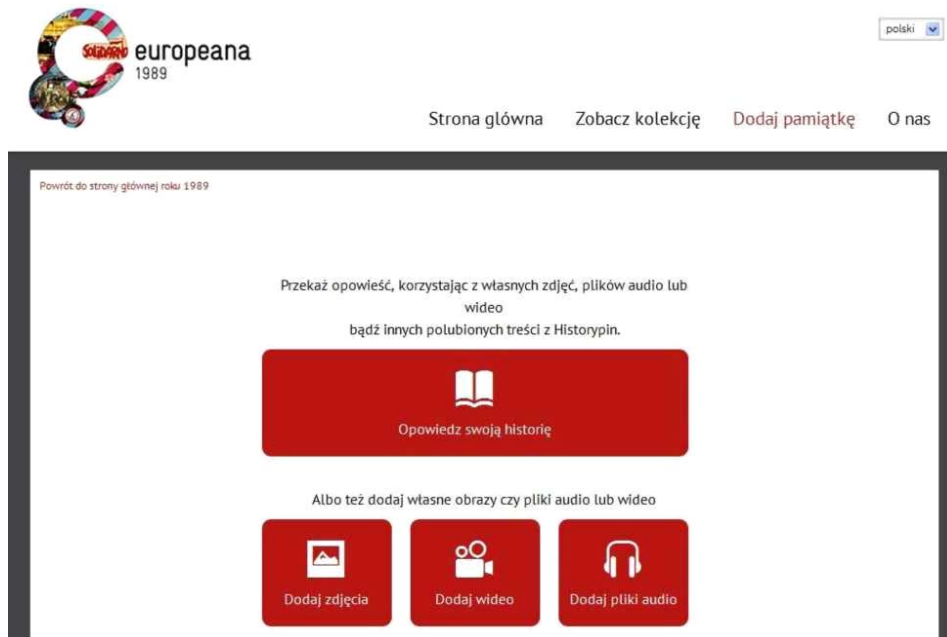 SOLIDARNO
europeana
1989
polski
Strona główna Zobacz kolekcję Dodaj pamiątkę O nas
Powrót do strony głównej roku 1989
Przekaż opowieść, korzystając z własnych zdjęć, plików audio lub
wideo
bądź innych polubionych treści z Historypin.
Opowiedz swoją historię
Albo też dodaj własne obrazy czy pliki audio lub wideo
Dodaj zdjęcia Dodaj wideo Dodaj pliki audio